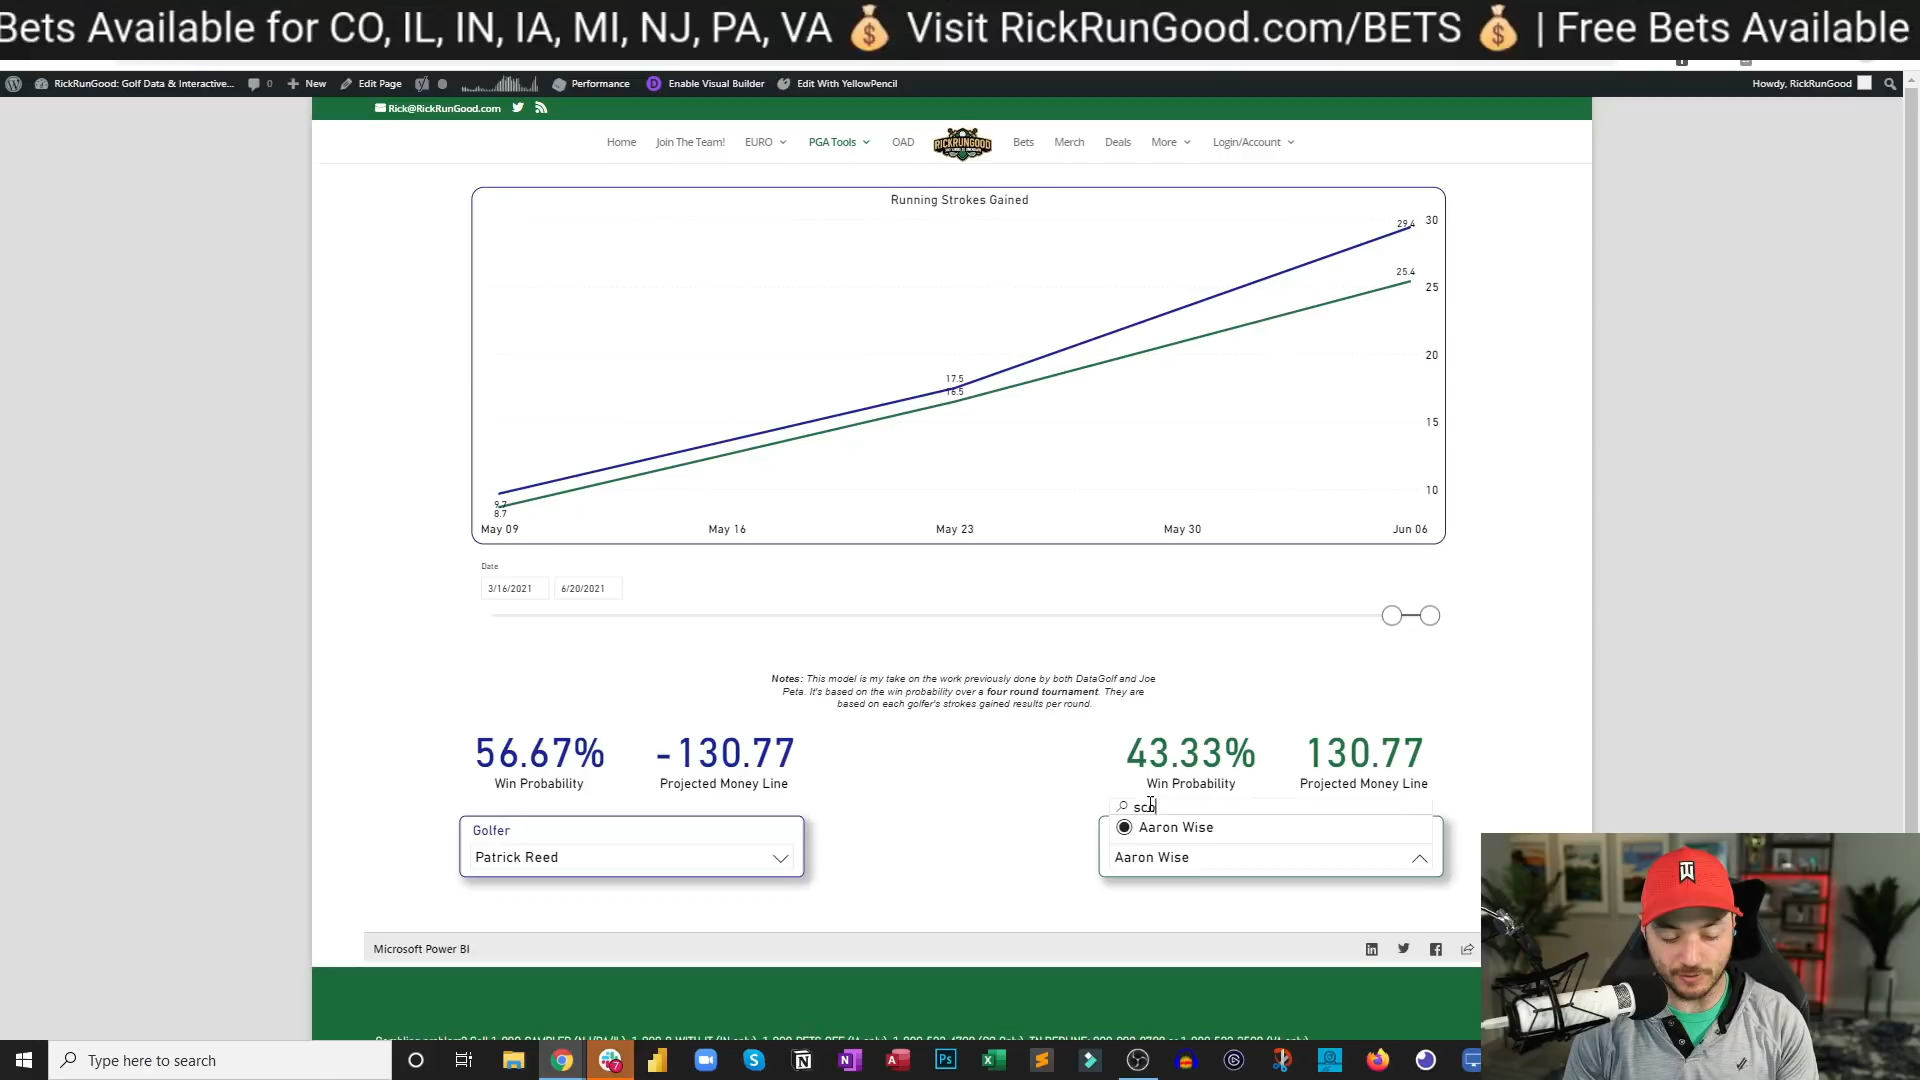 Bets Available for CO, IL, IN, IA, MI, NJ, PA, VA 💰 Visit RickRunGood.com/BETS 💰 | Free Bets Available
RickRunGood: Golf Data & Interactive...
0
New
Edit Page
Performance
Enable Visual Builder
Edit With YellowPencil
Howdy, RickRunGood
Rick@RickRunGood.com
Home
Join The Team!
EURO
PGA Tools
OAD
RICKRUNGOOD
Bets
Merch
Deals
More
Login/Account
Running Strokes Gained
29.4
30
25.4
25
20
17.5
16.5
15
10
9.7
8.7
May 09
May 16
May 23
May 30
Jun 06
Date
3/16/2021
6/20/2021
Notes: This model is my take on the work previously done by both DataGolf and Joe
Peta. It's based on the win probability over a four round tournament. They are
based on each golfer's strokes gained results per round.
56.67%
-130.77
43.33%
130.77
Win Probability
Projected Money Line
Win Probability
Projected Money Line
sco
Golfer
Aaron Wise
Patrick Reed
Aaron Wise
Microsoft Power BI
Type here to search
7